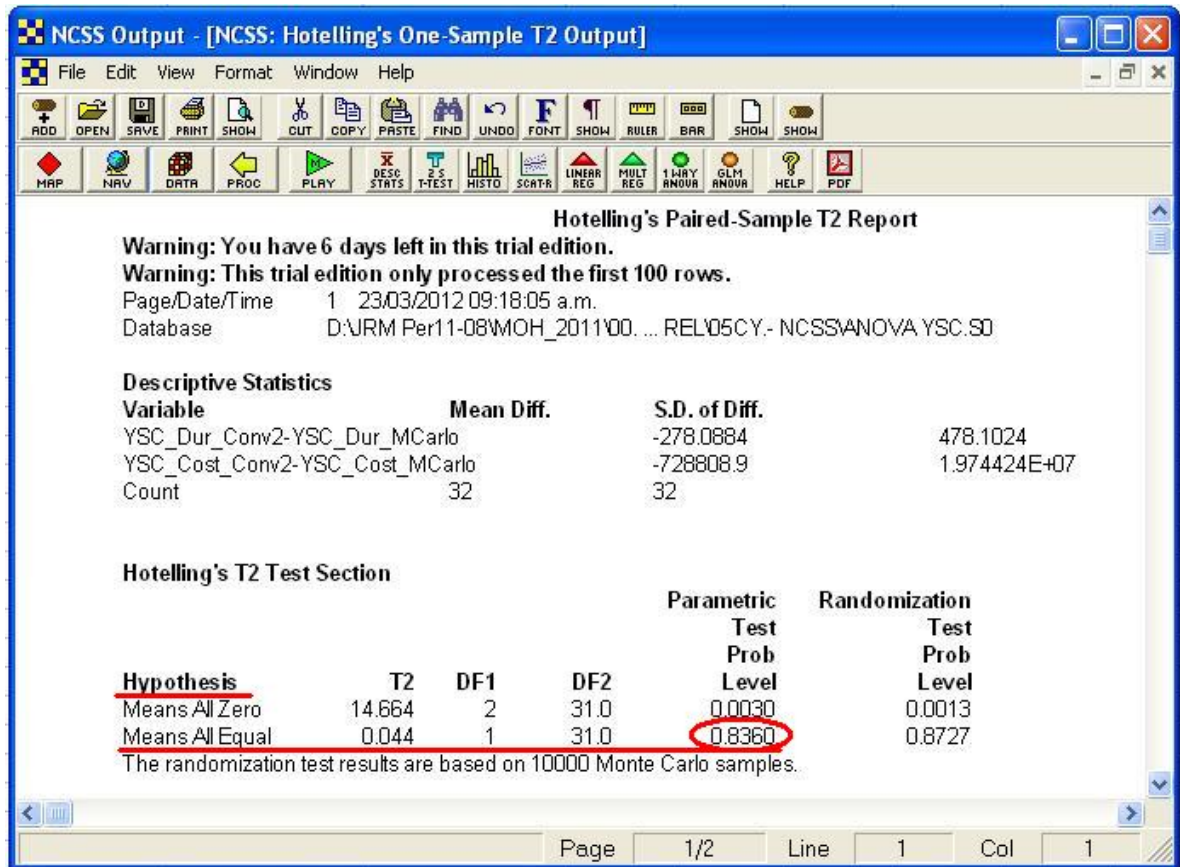 NCSS Output - [NCSS: Hotelling's One-Sample T2 Output]
File Edit View Format Window Help
ADD OPEN SAVE PRINT SHOW CUT COPY PASTE FIND UNDO FONT SHOW RULER BAR SHOW SHOW
MAP NAV DATA PROC PLAY DESC STATS 2 S T-TEST HISTO SCAT-R LINEAR REG MULT REG 1 WAY ANOVA GLM ANOVA HELP PDF
Hotelling's Paired-Sample T2 Report
Warning: You have 6 days left in this trial edition.
Warning: This trial edition only processed the first 100 rows.
Page/Date/Time 1 23/03/2012 09:18:05 a.m.
Database D:\JRM Per11-08\MOH_2011\00. ... REL\05CY.- NCSS\ANOVA YSC.S0
Descriptive Statistics
Variable Mean Diff. S.D. of Diff.
YSC_Dur_Conv2-YSC_Dur_MCarlo -278.0884 478.1024
YSC_Cost_Conv2-YSC_Cost_MCarlo -728808.9 1.974424E+07
Count 32 32
Hotelling's T2 Test Section
Parametric Randomization
Test Test
Prob Prob
Hypothesis T2 DF1 DF2 Level Level
Means All Zero 14.664 2 31.0 0.0030 0.0013
Means All Equal 0.044 1 31.0 0.8360 0.8727
The randomization test results are based on 10000 Monte Carlo samples.
Page 1/2 Line 1 Col 1